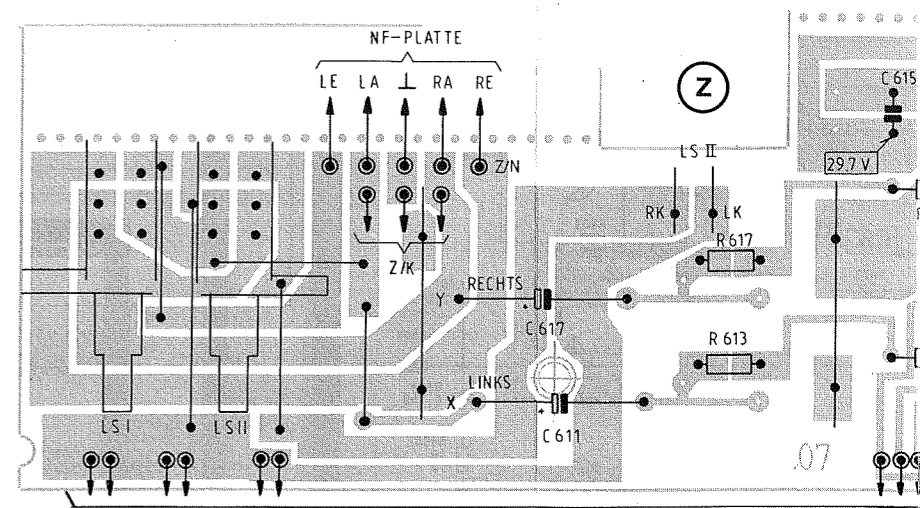 NF-PLATTE
LE LA ⊥ RA RE
Z
C 615
29.7 V
Z/N
LS II
RK LK
R 617
Z/K
RECHTS
Y
C 617
R 613
LINKS
X
LS I LS II
C 611
.07